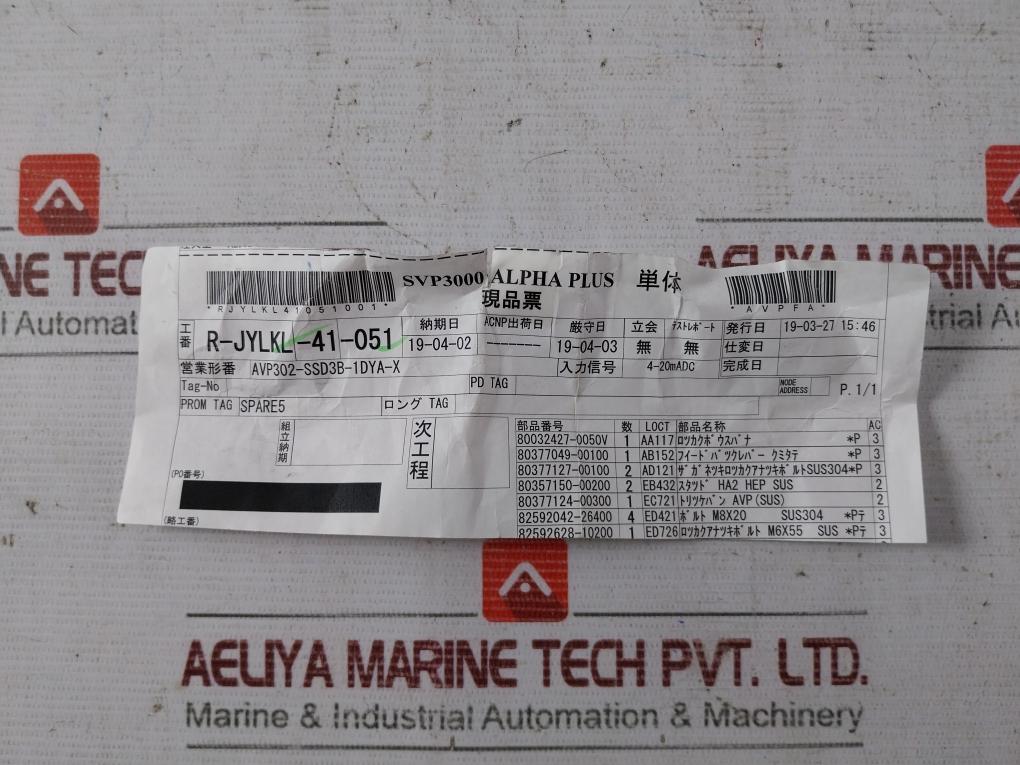 SVP3000 ALPHA PLUS 単体
現品票
*RJYLKL41051001*
*AVPFA*
工番 R-JYLKL-41-051
納期日 19-04-02
ACNP出荷日 -------
厳守日 19-04-03
立会 無
テストレポート 無
発行日 19-03-27 15:46
仕変日
完成日
営業形番 AVP302-SSD3B-1DYA-X
入力信号 4-20mADC
Tag-No
PD TAG
NODE ADDRESS
P.1/1
PROM TAG SPARE5
ロング TAG
組立納期
次工程
(PO番号)
(略工番)
部品番号 数 LOCT 部品名称 AC
80032427-0050V 1 AA117 ロツカクボウスパナ *P 3
80377049-00100 1 AB152 フイードバツクレバー クミタテ *P 3
80377127-00100 2 AD121 ザガネツキロツカクアナツキボルトSUS304*P 3
80357150-00200 2 EB432 スタツド HA2 HEP SUS 2
80377124-00300 1 EC721 トリツケバン AVP(SUS) 2
82592042-26400 4 ED421 ボルト M8X20 SUS304 *Pテ 3
82592628-10200 1 ED726 ロツカクアナツキボルト M6X55 SUS *Pテ 3
AELIYA MARINE TECH PVT. LTD.
Marine & Industrial Automation & Machinery
NE TEC
Automat
AELIYA MARIN
Marine & Industrial A